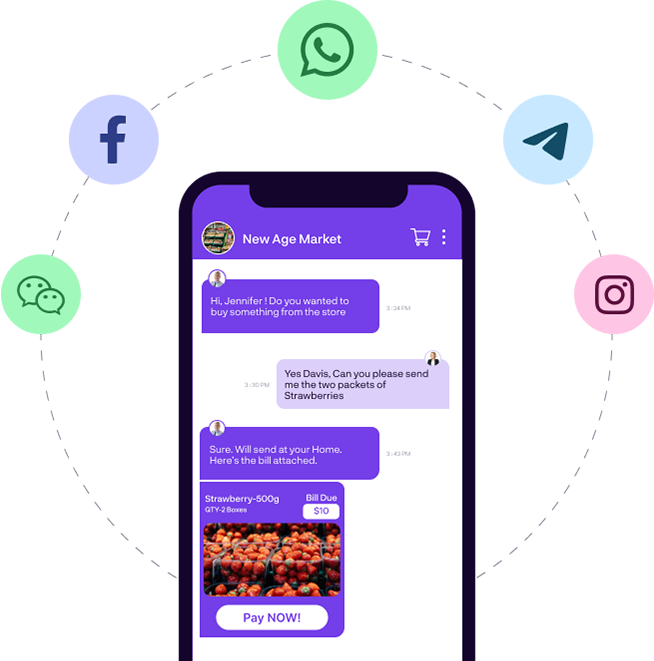 New Age Market
Hi, Jennifer ! Do you wanted to
buy something from the store
3:24 PM
Yes Davis, Can you please send
me the two packets of
Strawberries
3:30 PM
Sure. Will send at your Home.
Here's the bill attached.
3:43 PM
Strawberry-500g
Bill Due
QTY-2 Boxes
$10
Pay NOW!